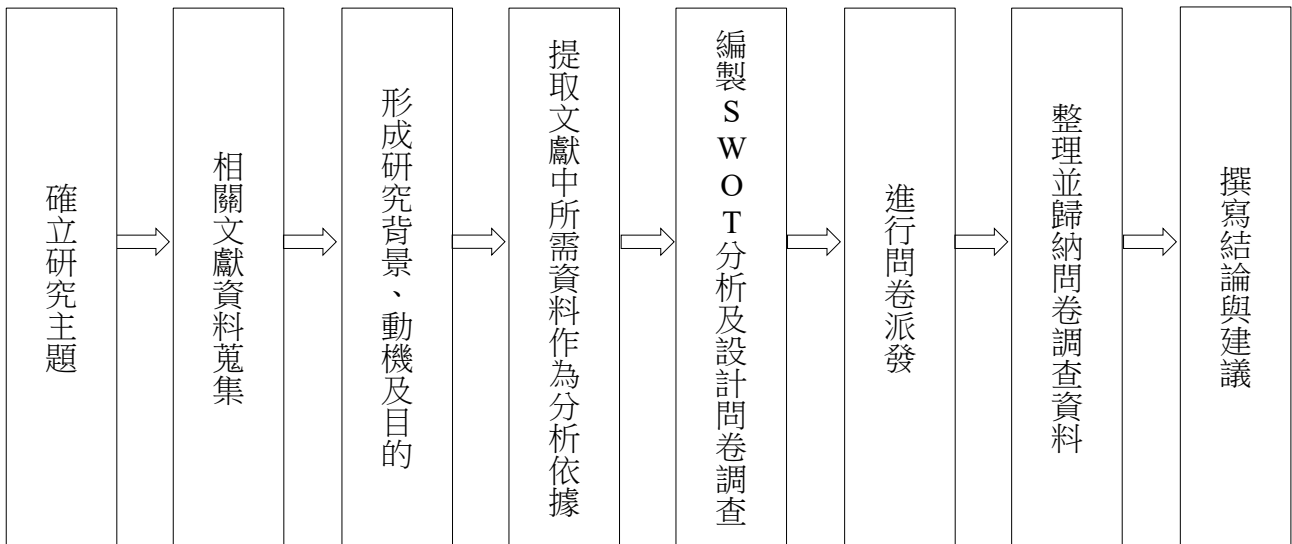 確立研究主題
相關文獻資料蒐集
形成研究背景、動機及目的
提取文獻中所需資料作為分析依據
編製SWOT分析及設計問卷調查
進行問卷派發
整理並歸納問卷調查資料
撰寫結論與建議